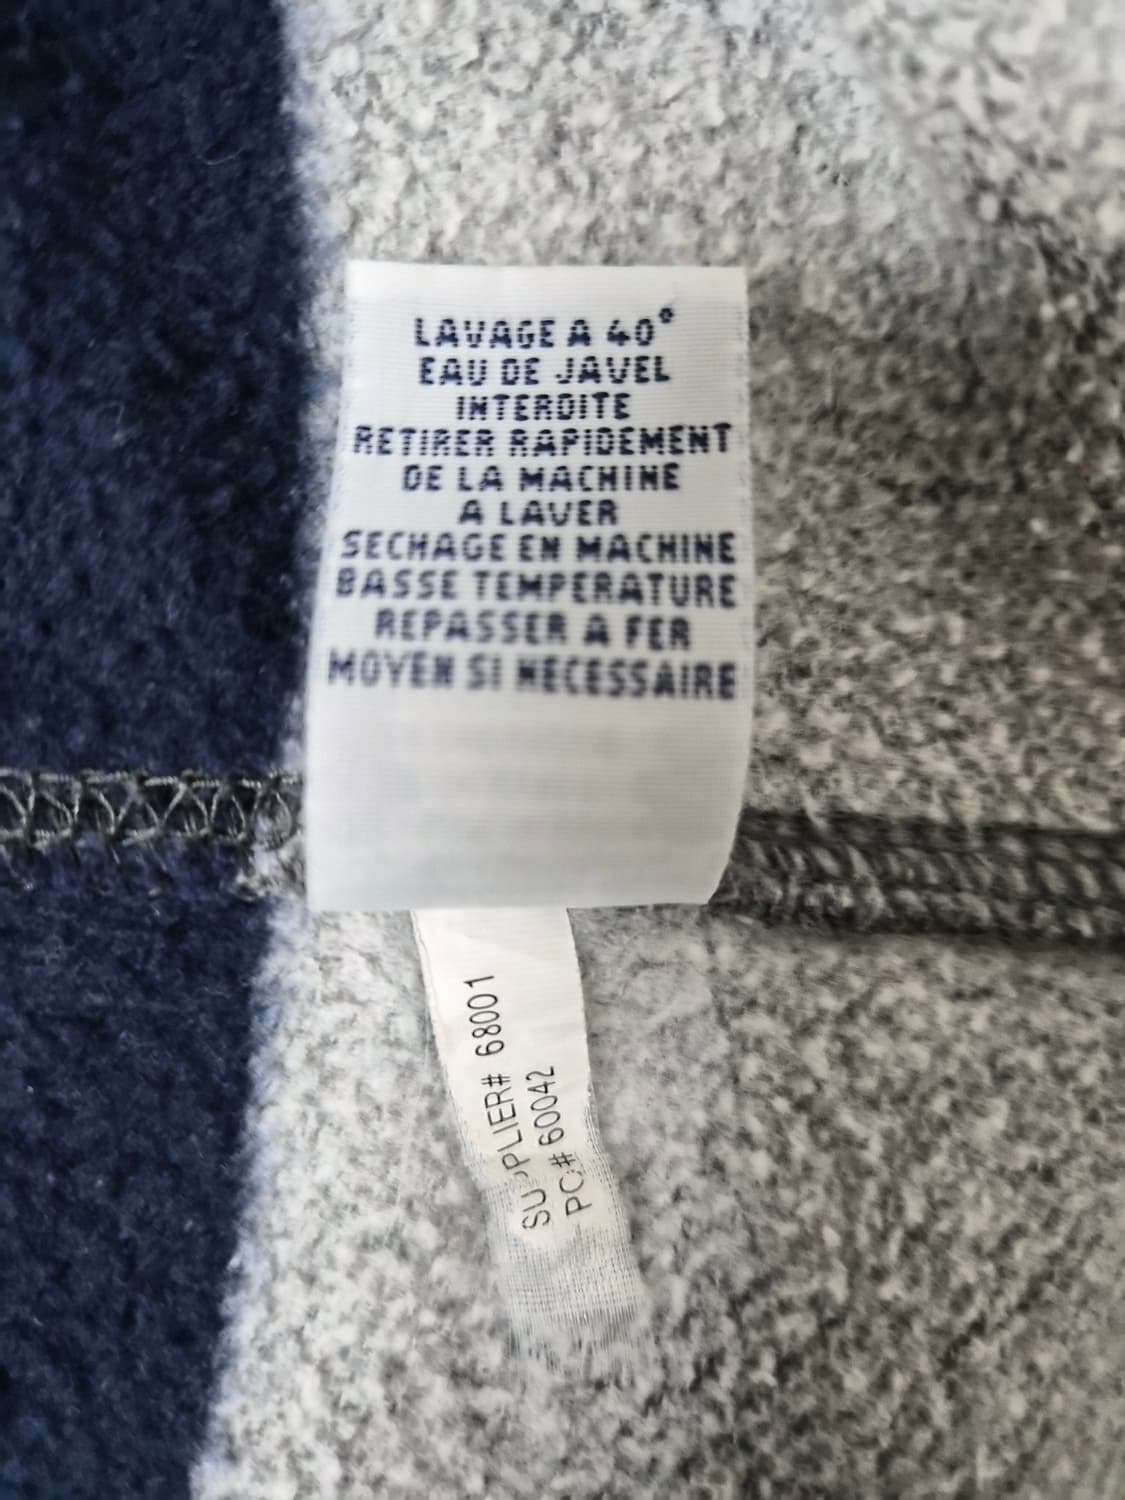 LAVAGE A 40°
EAU DE JAVEL
INTERDITE
RETIRER RAPIDEMENT
DE LA MACHINE
A LAVER
SECHAGE EN MACHINE
BASSE TEMPERATURE
REPASSER A FER
MOYEN SI NECESSAIRE
SUPPLIER# 68001
PC# 60042